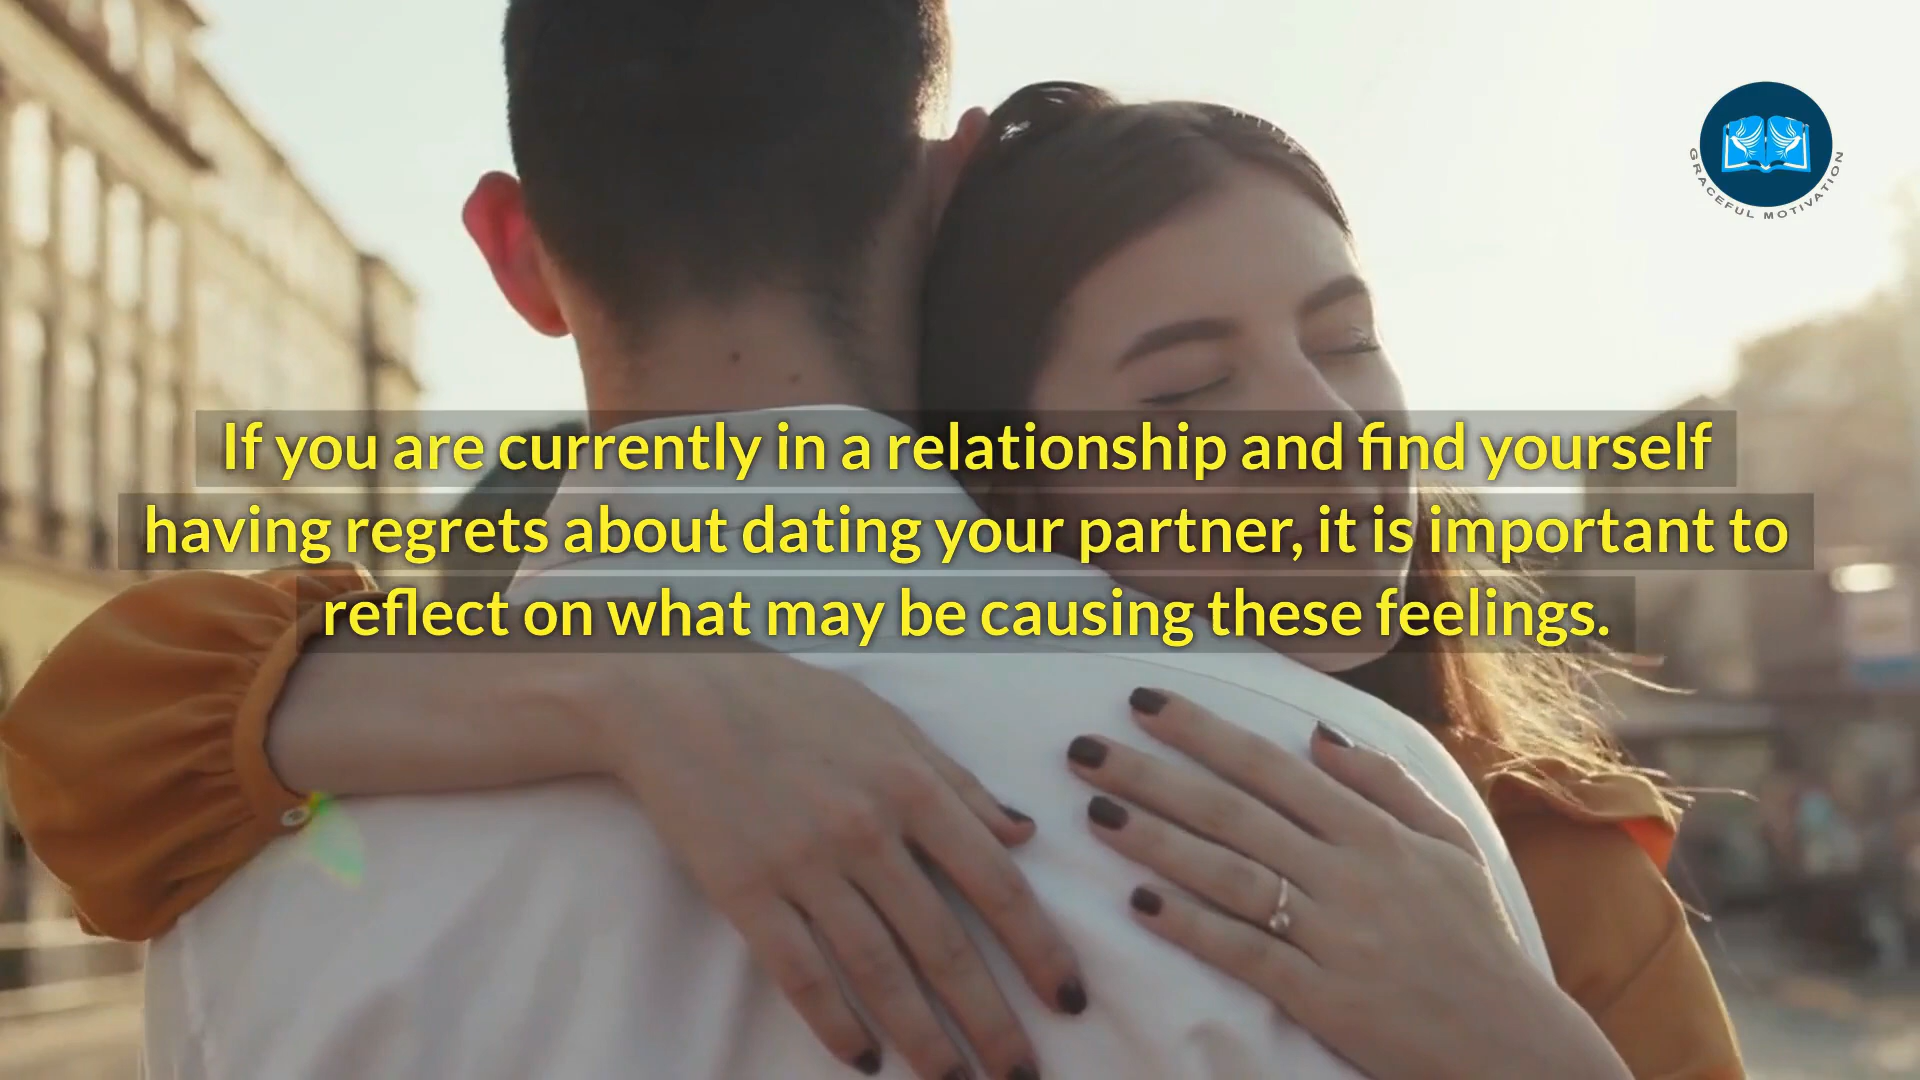 GRACEFUL MOTIVATION
If you are currently in a relationship and find yourself
having regrets about dating your partner, it is important to
reflect on what may be causing these feelings.